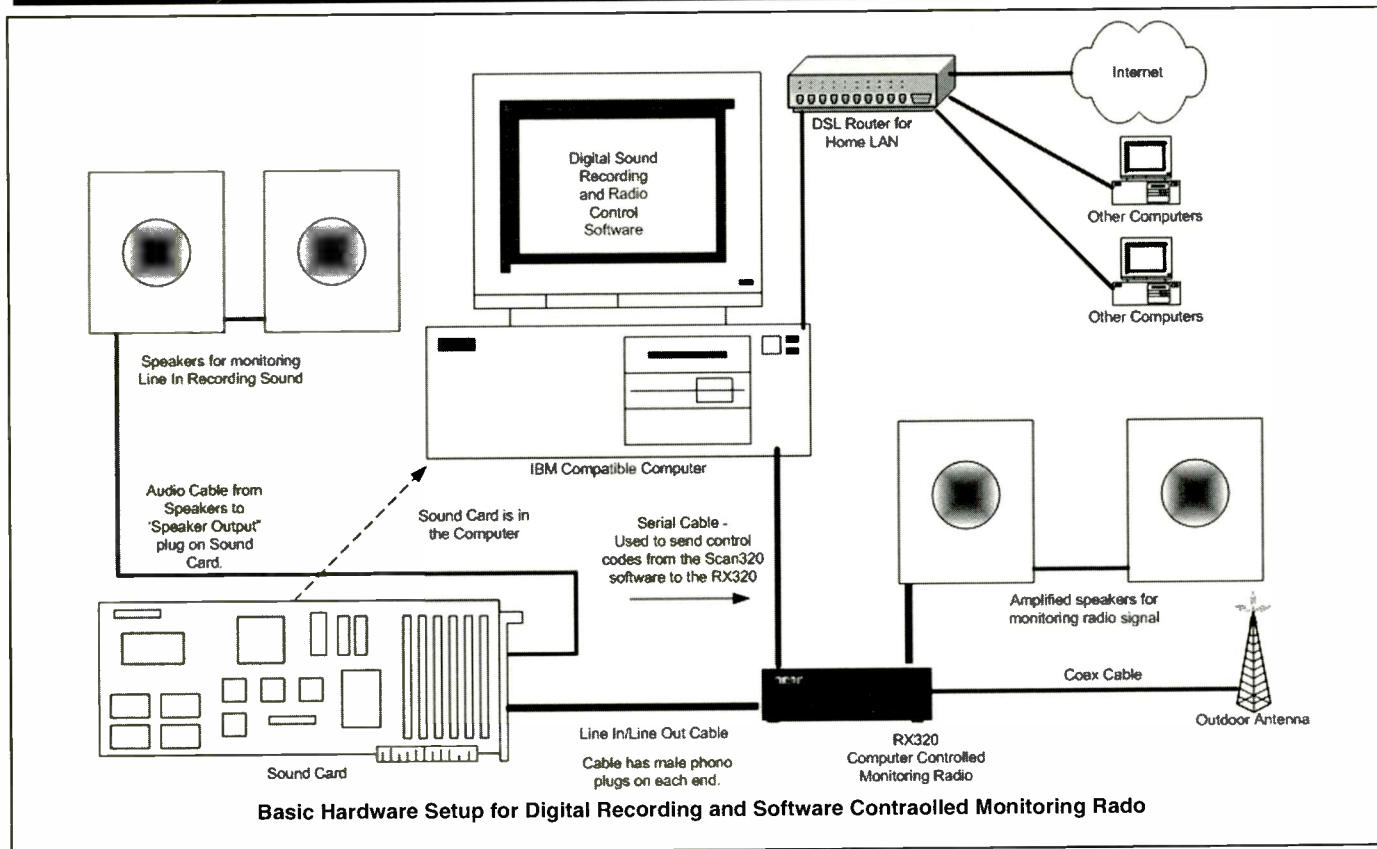 Internet
DSL Router for
Home LAN
Other Computers
Other Computers
Digital Sound
Recording
and Radio
Control
Software
Speakers for monitoring
Line In Recording Sound
IBM Compatible Computer
Audio Cable from
Speakers to
'Speaker Output"
plug on Sound
Card.
Sound Card is in
the Computer
Serial Cable -
Used to send control
codes from the Scan320
software to the RX320
Amplified speakers for
monitoring radio signal
Coax Cable
Outdoor Antenna
Line In/Line Out Cable
Cable has male phono
plugs on each end.
RX320
Computer Controlled
Monitoring Radio
Sound Card
Basic Hardware Setup for Digital Recording and Software Contraolled Monitoring Rado